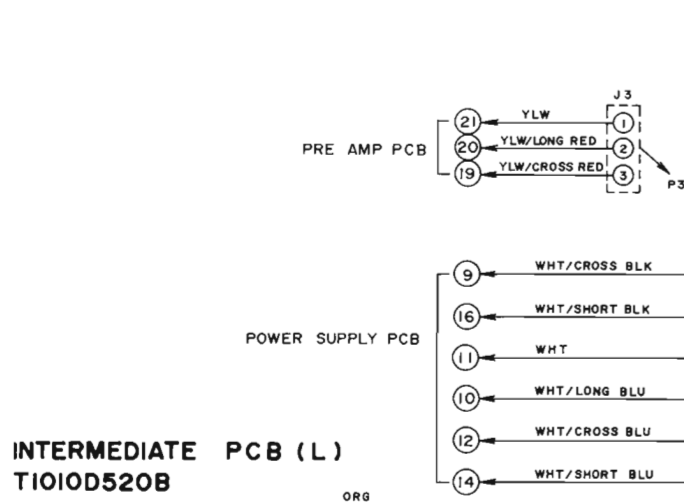 J3
21 YLW 1
PRE AMP PCB 20 YLW/LONG RED 2
19 YLW/CROSS RED 3
P3
9 WHT/CROSS BLK
16 WHT/SHORT BLK
POWER SUPPLY PCB
11 WHT
10 WHT/LONG BLU
12 WHT/CROSS BLU
INTERMEDIATE PCB (L)
14 WHT/SHORT BLU
T1010D520B
ORG